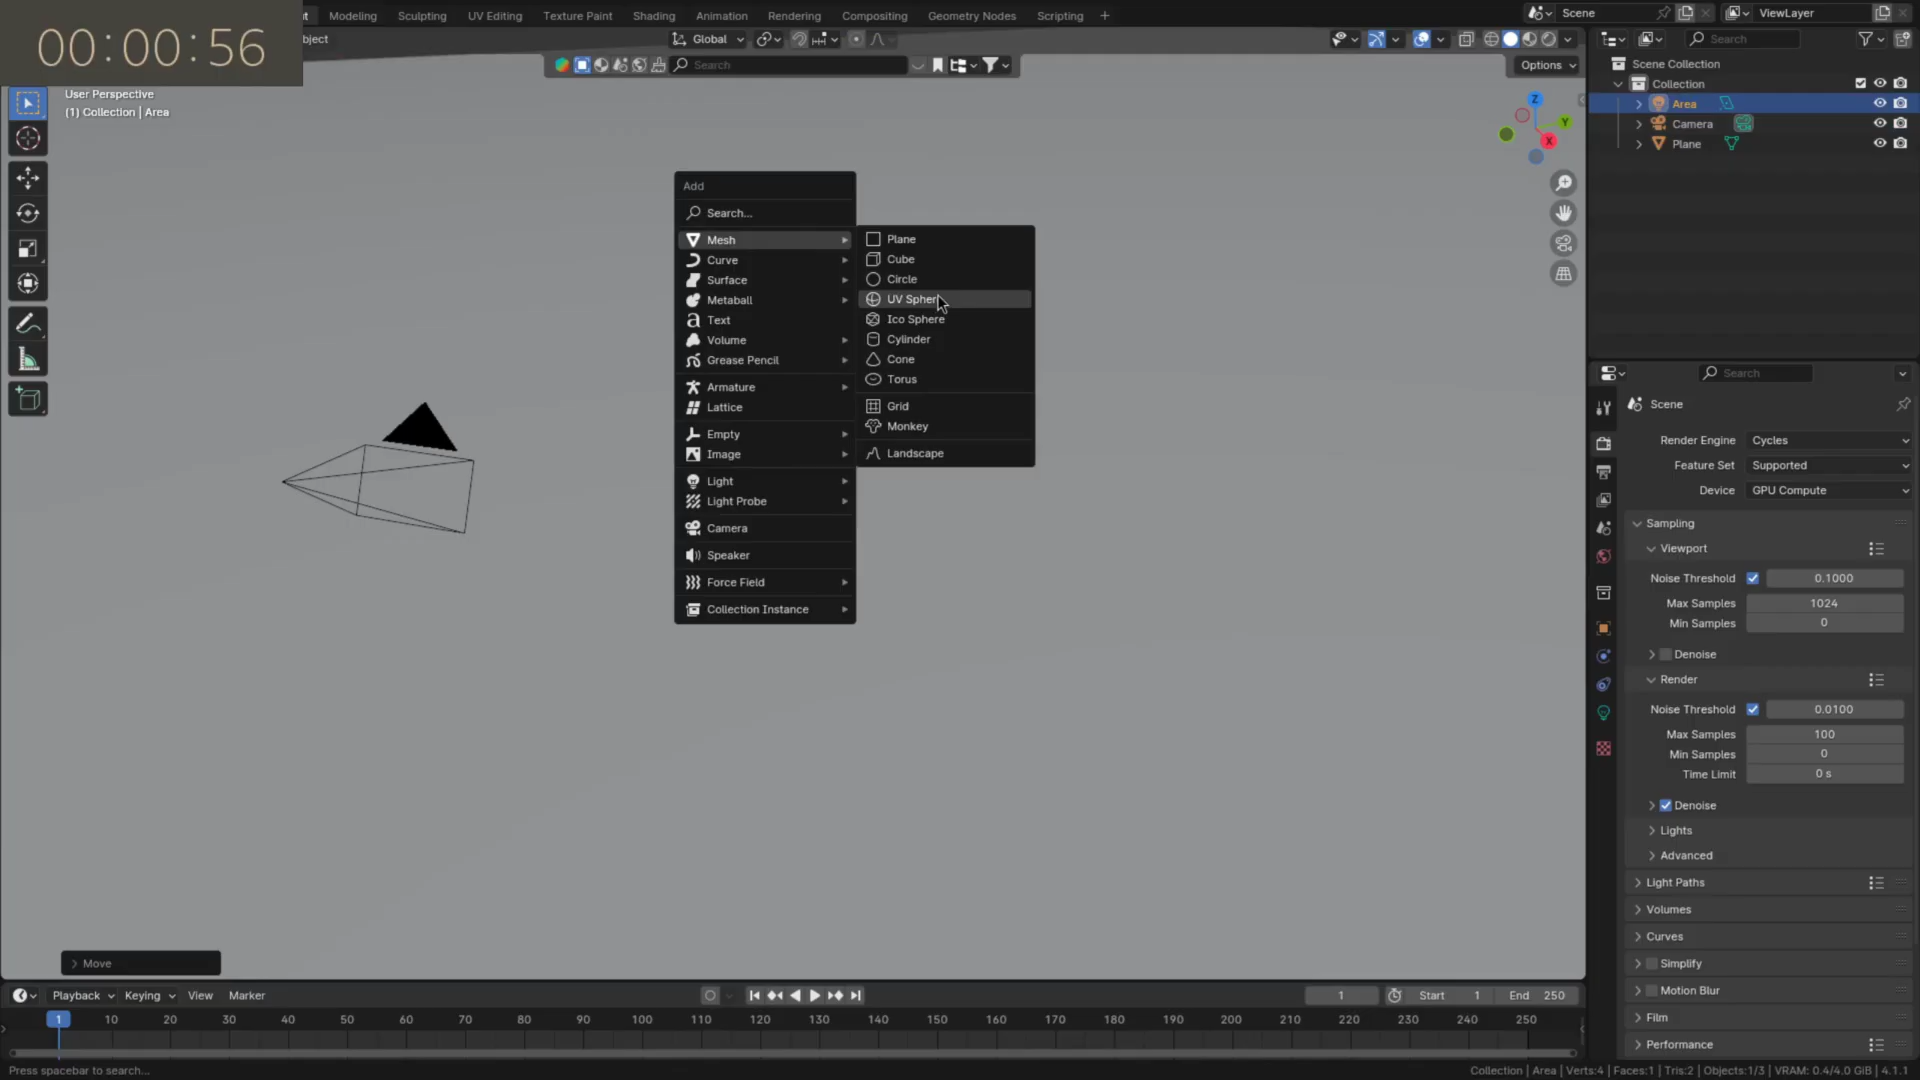 00:00:56
Modeling
Sculpting
UV Editing
Texture Paint
Shading
Animation
Rendering
Compositing
Geometry Nodes
Scripting
+
Scene
ViewLayer
bject
Global
Search
Search
Options
User Perspective
(1) Collection | Area
Z
Y
X
Scene Collection
Collection
Area
Camera
Plane
Add
Search...
Mesh
Curve
Surface
Metaball
Text
Volume
Grease Pencil
Armature
Lattice
Empty
Image
Light
Light Probe
Camera
Speaker
Force Field
Collection Instance
Plane
Cube
Circle
UV Spher
Ico Sphere
Cylinder
Cone
Torus
Grid
Monkey
Landscape
Search
Scene
Render Engine Cycles
Feature Set Supported
Device GPU Compute
Sampling
Viewport
Noise Threshold 0.1000
Max Samples 1024
Min Samples 0
Denoise
Render
Noise Threshold 0.0100
Max Samples 100
Min Samples 0
Time Limit 0 s
Denoise
Lights
Advanced
Light Paths
Volumes
Curves
Simplify
Motion Blur
Film
Performance
Move
Playback Keying View Marker
1 Start 1 End 250
1 10 20 30 40 50 60 70 80 90 100 110 120 130 140 150 160 170 180 190 200 210 220 230 240 250
Press spacebar to search...
Collection | Area | Verts:4 | Faces:1 | Tris:2 | Objects:1/3 | VRAM: 0.4/4.0 GiB | 4.1.1